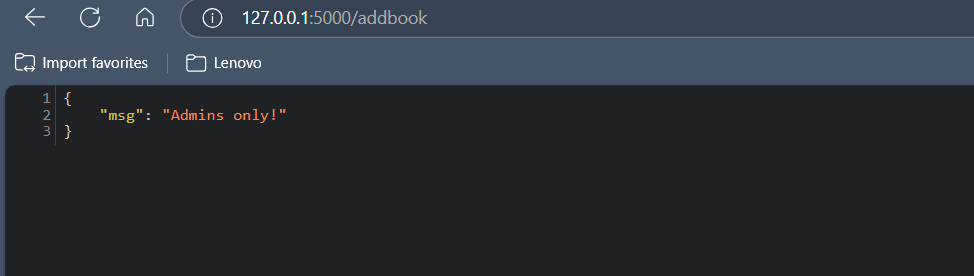 127.0.0.1:5000/addbook
Import favorites Lenovo
1 {
2 "msg": "Admins only!"
3 }